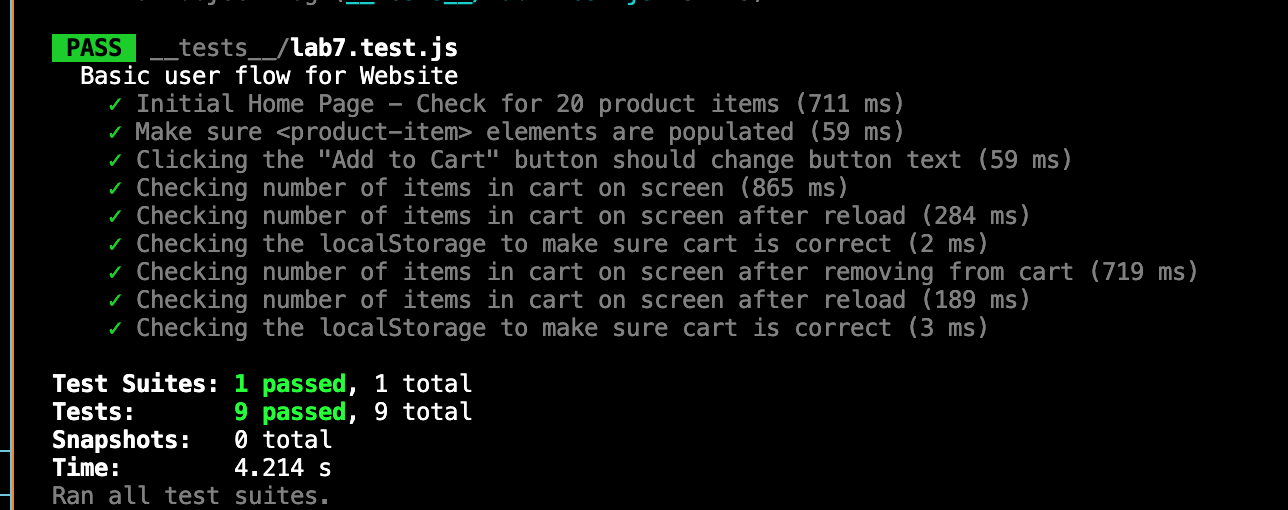 PASS __tests__/lab7.test.js
Basic user flow for Website
✓ Initial Home Page – Check for 20 product items (711 ms)
✓ Make sure <product-item> elements are populated (59 ms)
✓ Clicking the "Add to Cart" button should change button text (59 ms)
✓ Checking number of items in cart on screen (865 ms)
✓ Checking number of items in cart on screen after reload (284 ms)
✓ Checking the localStorage to make sure cart is correct (2 ms)
✓ Checking number of items in cart on screen after removing from cart (719 ms)
✓ Checking number of items in cart on screen after reload (189 ms)
✓ Checking the localStorage to make sure cart is correct (3 ms)
Test Suites: 1 passed, 1 total
Tests: 9 passed, 9 total
Snapshots: 0 total
Time: 4.214 s
Ran all test suites.